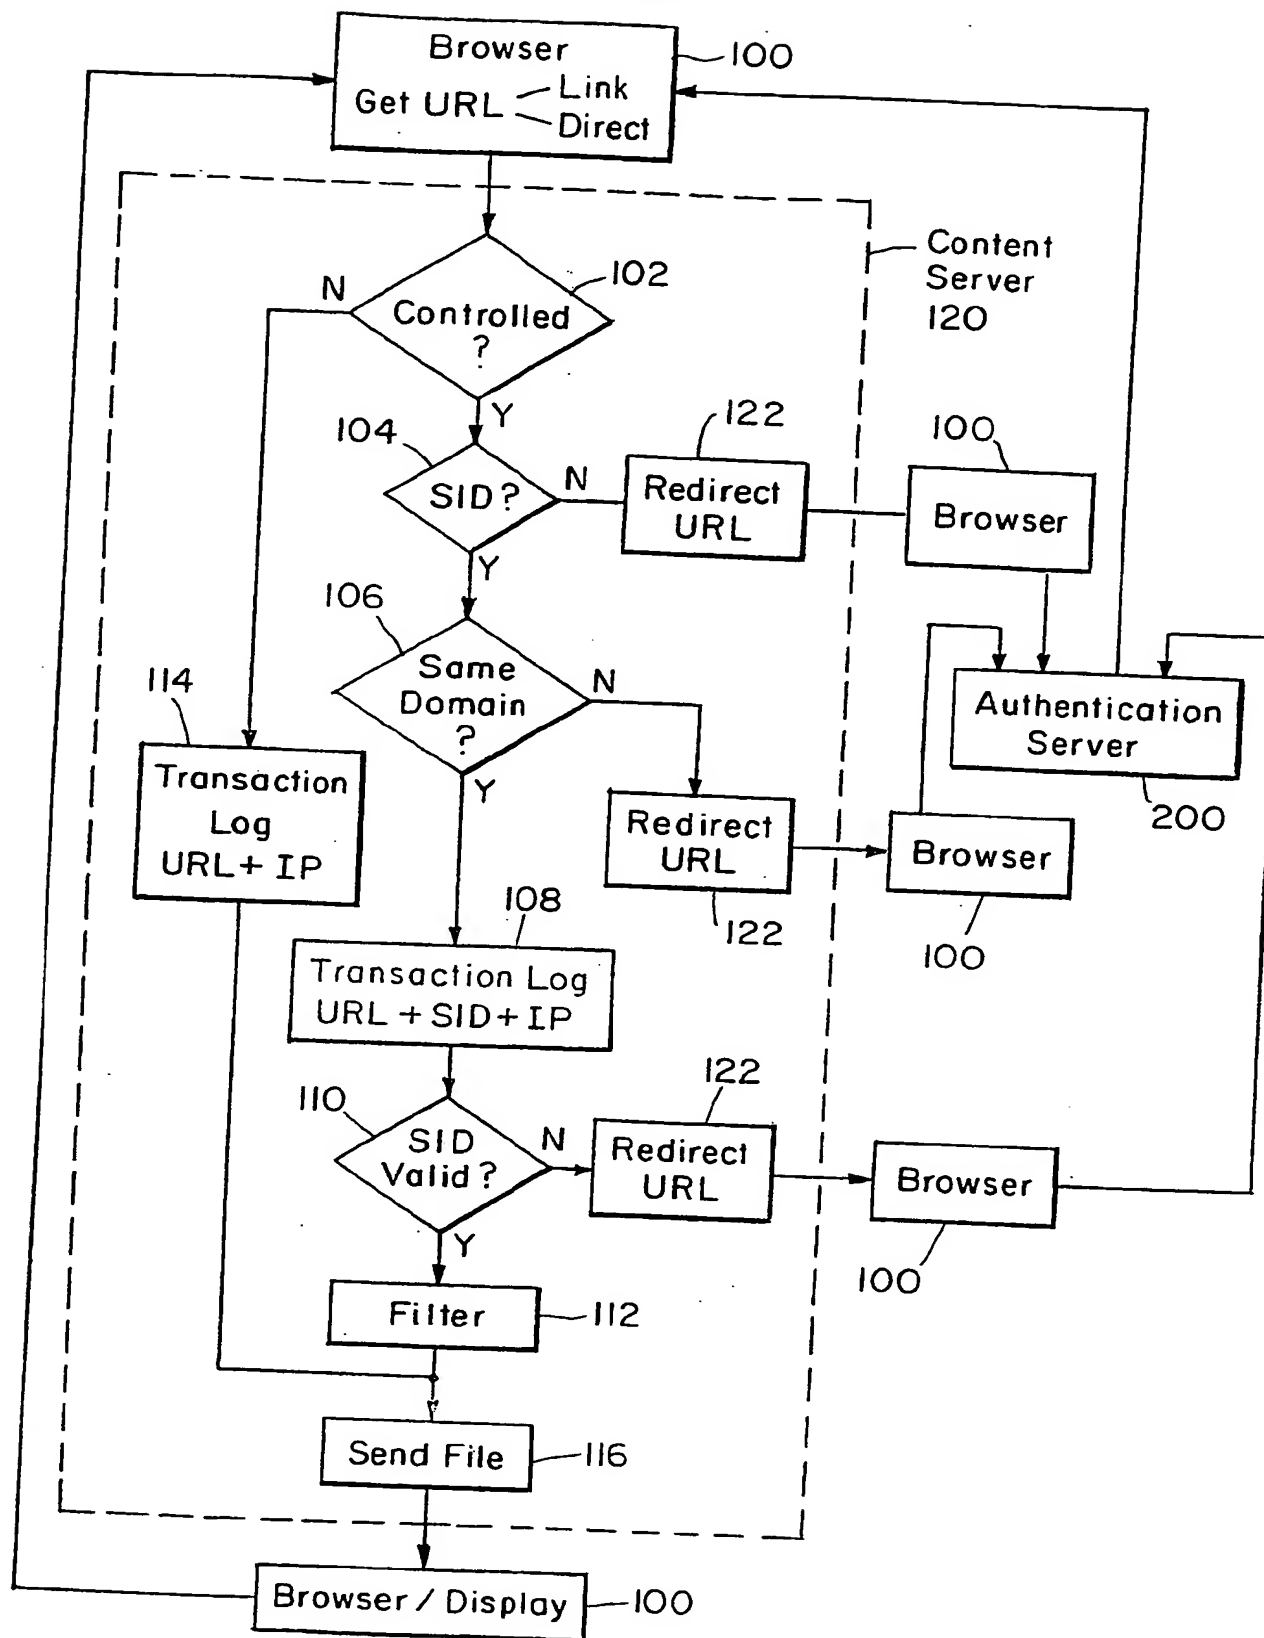 Browser
Get URL
Link
Direct
100
Content
Server
120
102
N
Controlled
?
Y
104
SID?
N
122
Redirect
URL
100
Browser
Y
106
Same
Domain
?
N
Y
114
Transaction
Log
URL + IP
Authentication
Server
200
Redirect
URL
122
Browser
100
108
Transaction Log
URL + SID + IP
110
SID
Valid?
N
122
Redirect
URL
Browser
100
Y
Filter
112
Send File
116
Browser / Display
100